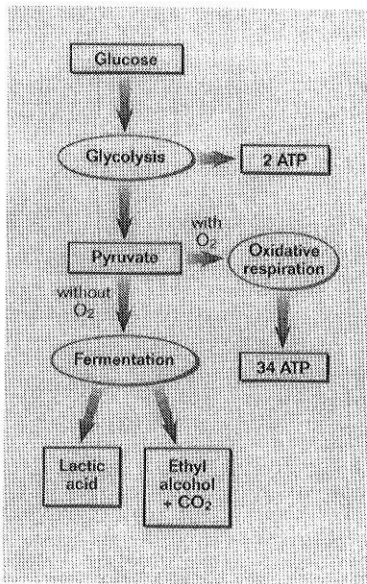 Glucose
Glycolysis
2 ATP
with
O₂
Pyruvate
Oxidative
respiration
without
O₂
Fermentation
34 ATP
Lactic
acid
Ethyl
alcohol
+ CO₂